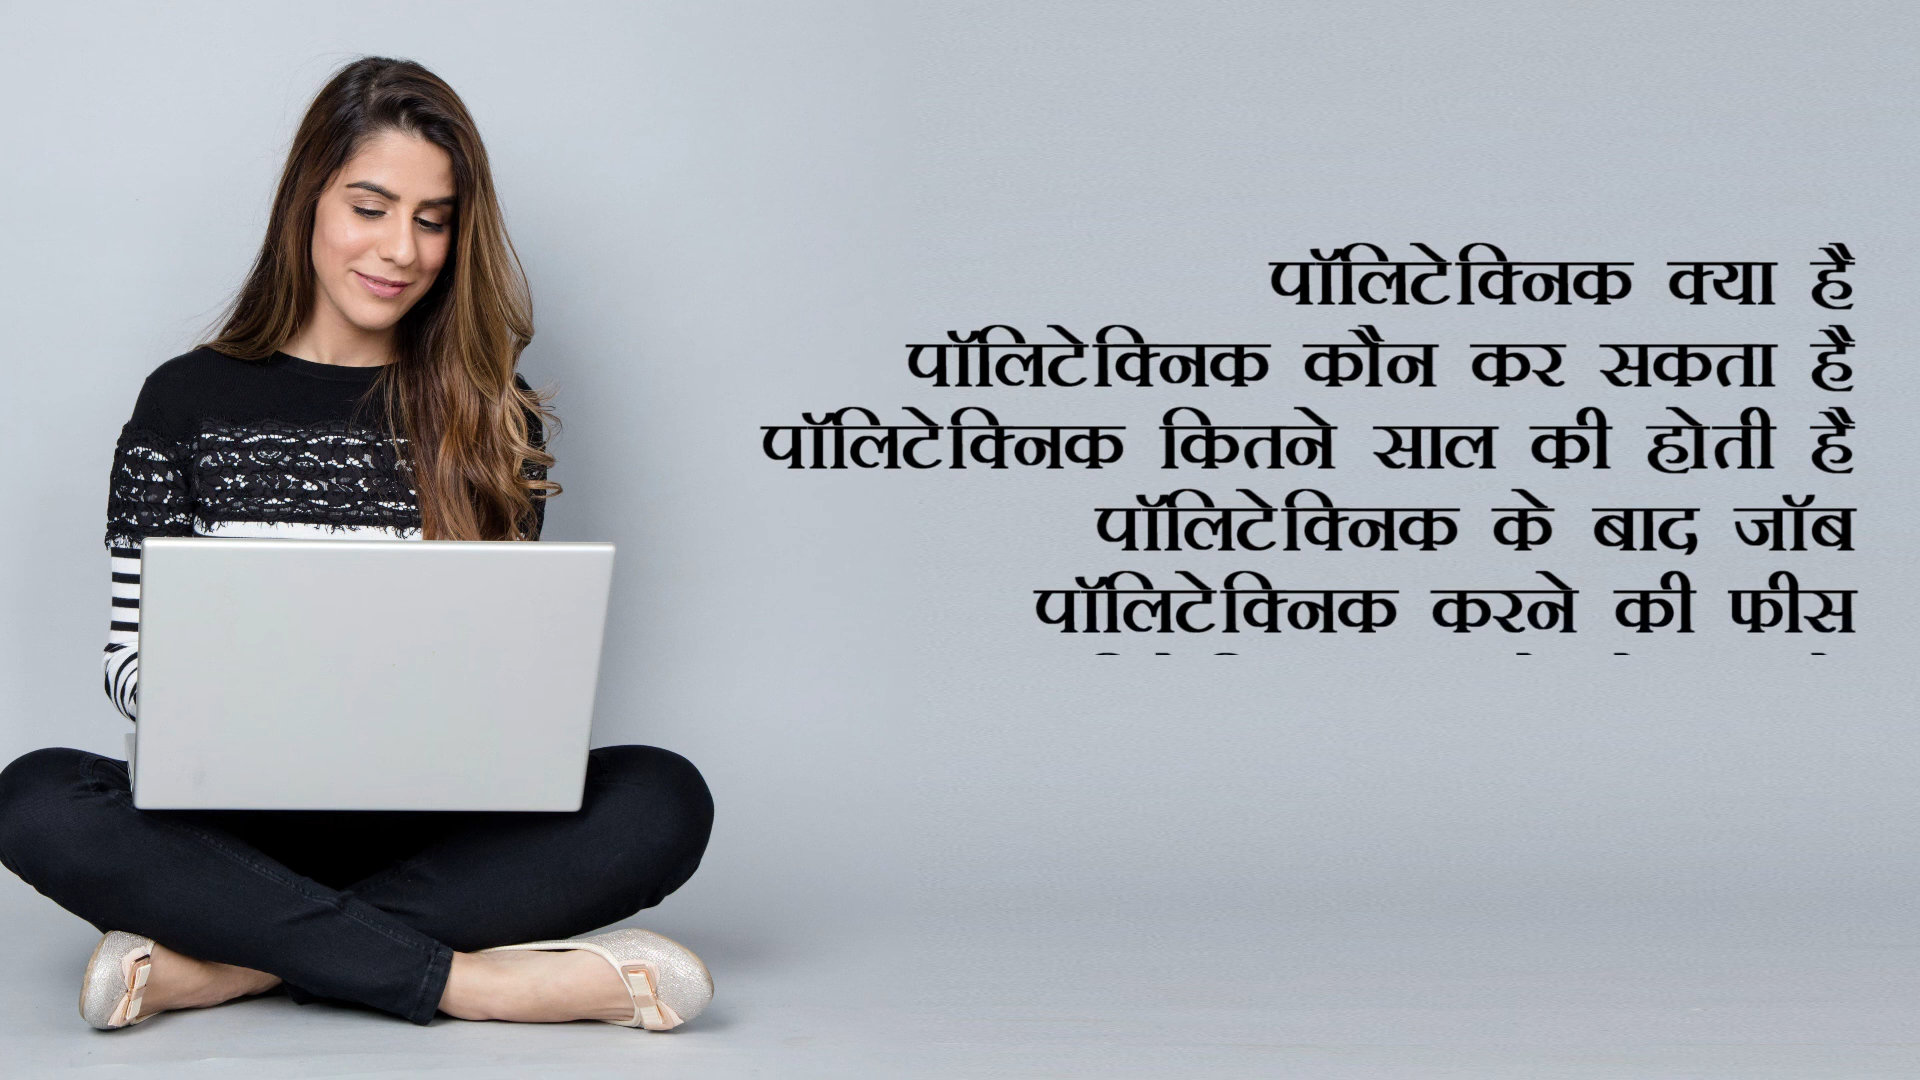 पॉलिटेक्निक क्या है
पॉलिटेक्निक कौन कर सकता है
पॉलिटेक्निक कितने साल की होती है
पॉलिटेक्निक के बाद जॉब
पॉलिटेक्निक करने की फीस